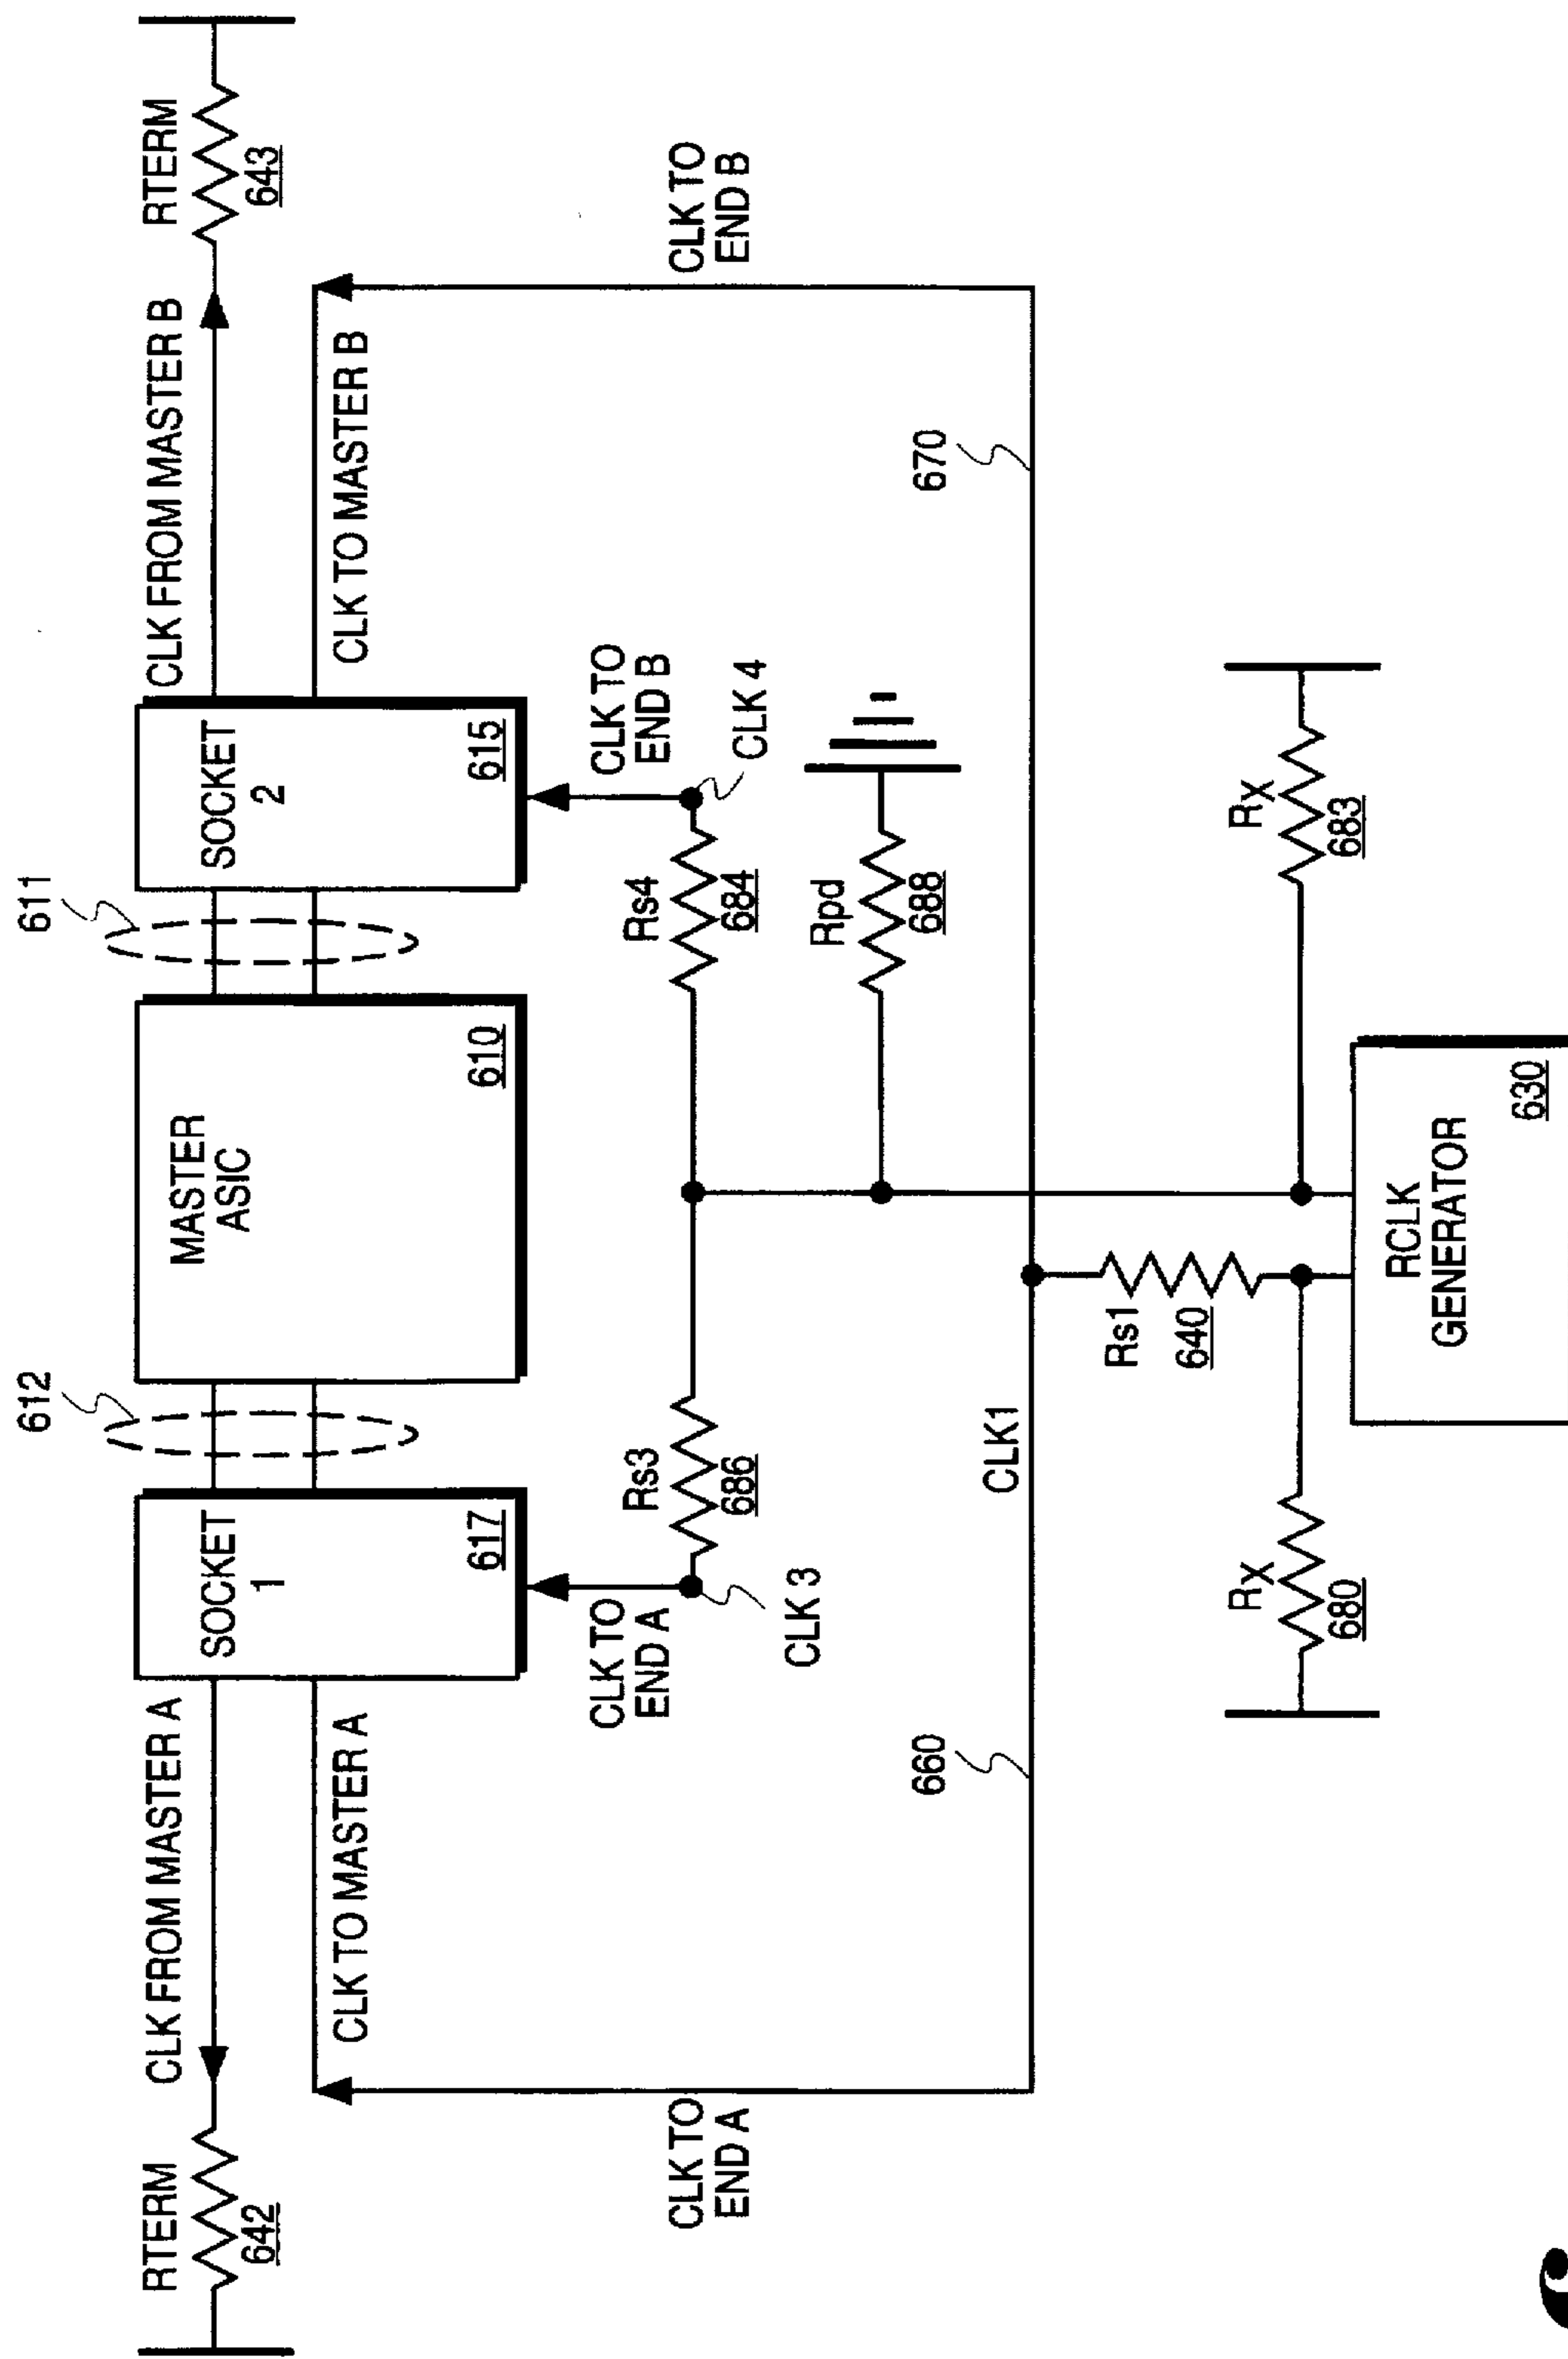 612
611
RTERM
642
CLK FROM MASTER A
SOCKET
1
617
MASTER
ASIC
610
SOCKET
2
615
CLK FROM MASTER B
RTERM
643
CLK TO MASTER A
CLK TO MASTER B
CLK TO
END A
CLK TO
END A
CLK 3
Rs3
686
Rs4
684
CLK TO
END B
CLK 4
CLK TO
END B
Rpd
688
660
CLK1
670
Rs1
640
RX
680
RX
683
RCLK
GENERATOR
630